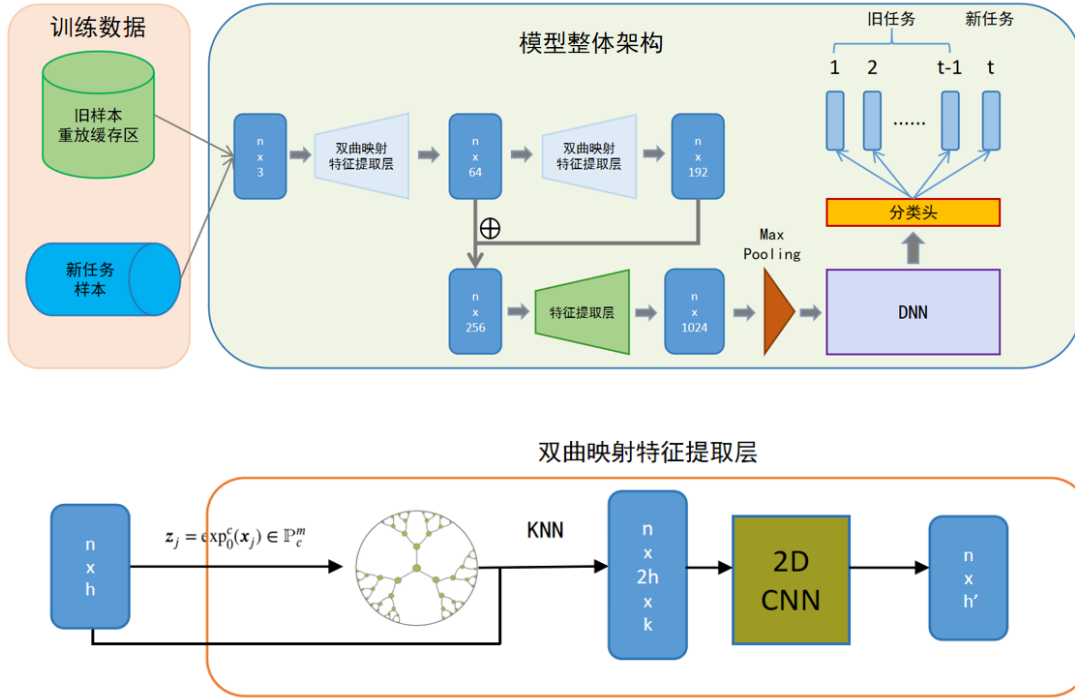 训练数据
旧样本
重放缓存区
新任务
样本
模型整体架构
旧任务
新任务
1
2
t-1
t
......
n
x
3
双曲映射
特征提取层
n
x
64
双曲映射
特征提取层
n
x
192
⊕
分类头
Max
Pooling
n
x
256
特征提取层
n
x
1024
DNN
双曲映射特征提取层
n
x
h
z_j = exp_0^c(x_j) ∈ ℙ_c^m
KNN
n
x
2h
x
k
2D
CNN
n
x
h'